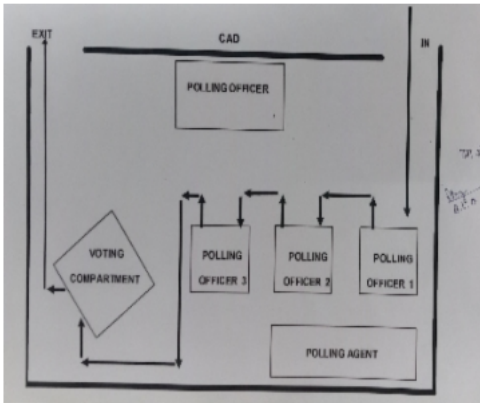 EXIT
CAD
IN
POLLING OFFICER
VOTING
COMPARTMENT
POLLING
OFFICER 3
POLLING
OFFICER 2
POLLING
OFFICER 1
POLLING AGENT